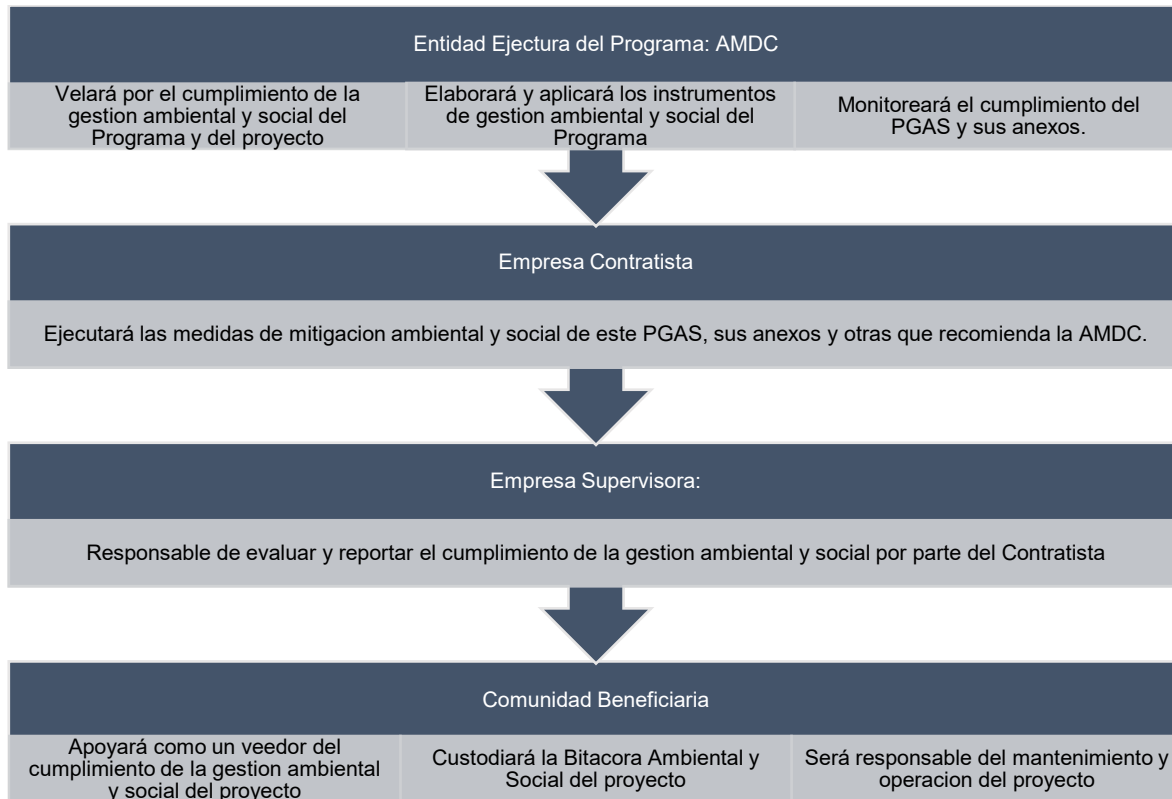 Entidad Ejectura del Programa: AMDC
Velará por el cumplimiento de la
gestion ambiental y social del
Programa y del proyecto
Elaborará y aplicará los instrumentos
de gestion ambiental y social del
Programa
Monitoreará el cumplimiento del
PGAS y sus anexos.
Empresa Contratista
Ejecutará las medidas de mitigacion ambiental y social de este PGAS, sus anexos y otras que recomienda la AMDC.
Empresa Supervisora:
Responsable de evaluar y reportar el cumplimiento de la gestion ambiental y social por parte del Contratista
Comunidad Beneficiaria
Apoyará como un veedor del
cumplimiento de la gestion ambiental
y social del proyecto
Custodiará la Bitacora Ambiental y
Social del proyecto
Será responsable del mantenimiento y
operacion del proyecto